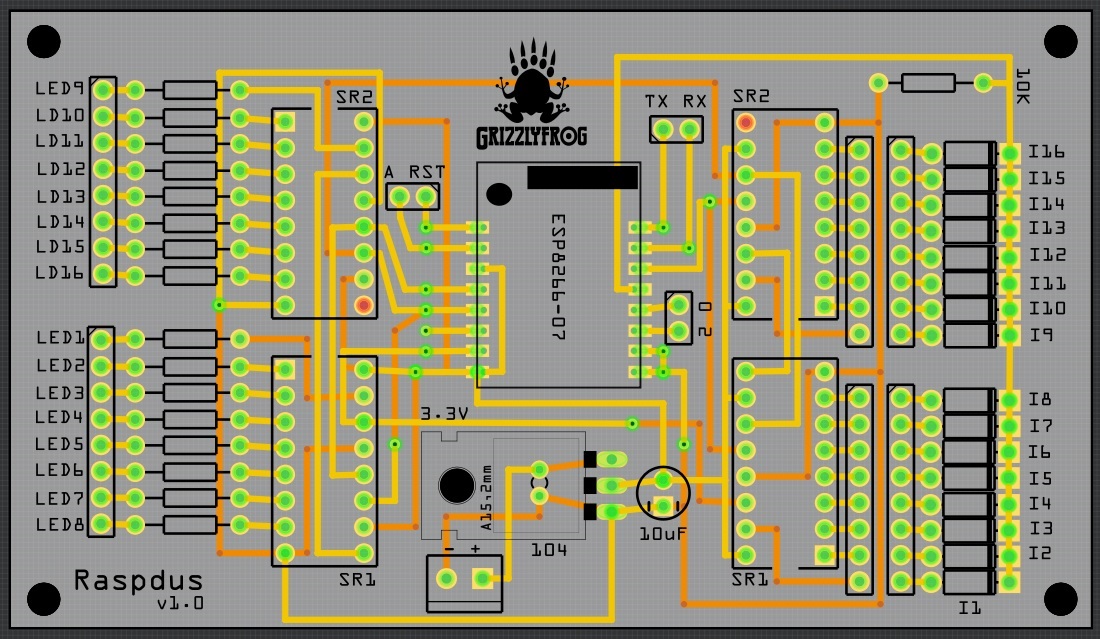 LED9
LD10
LD11
LD12
LD13
LD14
LD15
LD16
LED1
LED2
LED3
LED4
LED5
LED6
LED7
LED8
Raspdus
v1.0
SR2
A RST
SR1
GRIZZLYFROG
ESP8266-07
3.3V
A15,2mm
104
- +
10uF
TX RX
0
2
SR2
SR1
10K
I16
I15
I14
I13
I12
I11
I10
I9
I8
I7
I6
I5
I4
I3
I2
I1